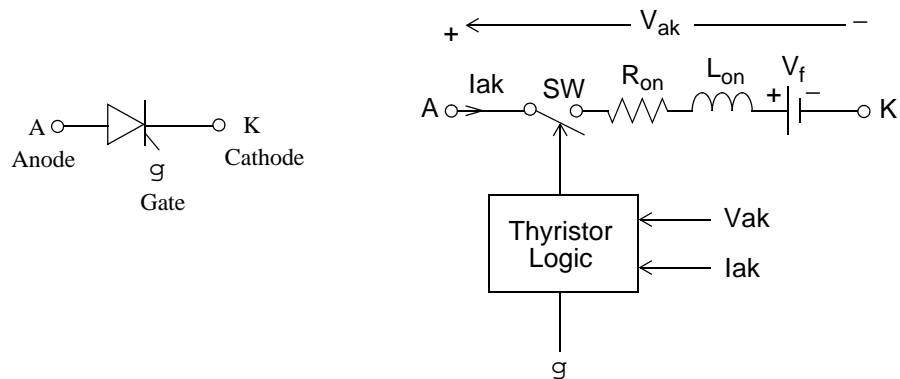 A
Anode
g
Gate
K
Cathode
+ Vak −
A
Iak
SW
Ron
Lon
+ Vf −
K
Thyristor
Logic
Vak
Iak
g